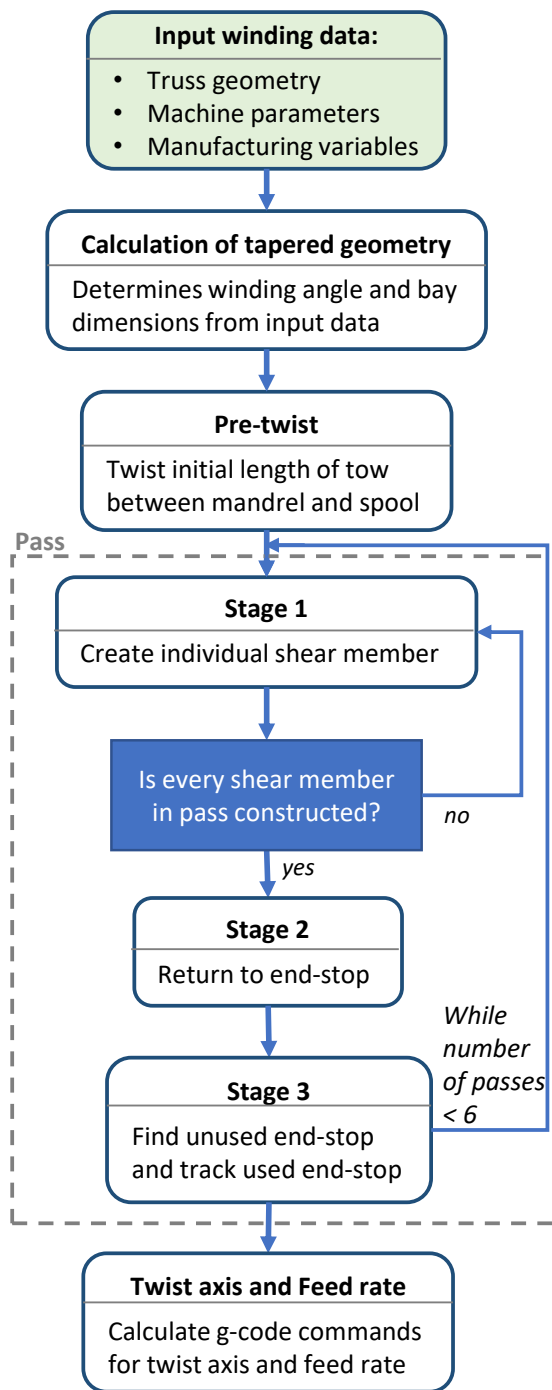 Input winding data:
• Truss geometry
• Machine parameters
• Manufacturing variables
Calculation of tapered geometry
Determines winding angle and bay
dimensions from input data
Pre-twist
Twist initial length of tow
between mandrel and spool
Pass
Stage 1
Create individual shear member
Is every shear member
in pass constructed?
no
yes
Stage 2
Return to end-stop
While
number
of passes
< 6
Stage 3
Find unused end-stop
and track used end-stop
Twist axis and Feed rate
Calculate g-code commands
for twist axis and feed rate